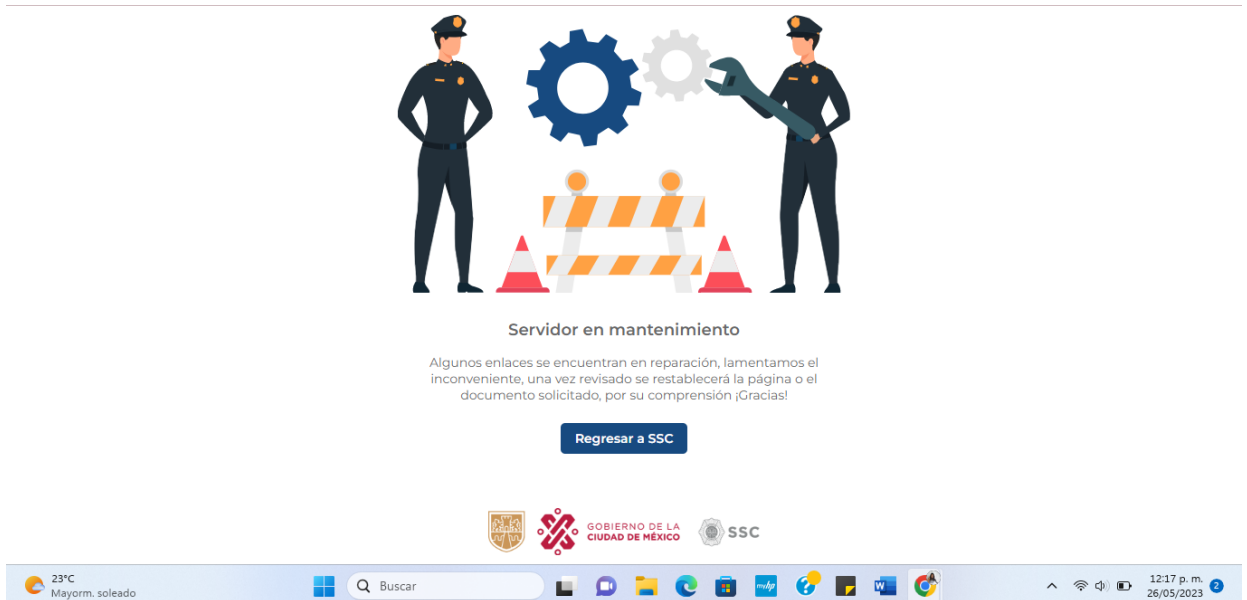 Servidor en mantenimiento
Algunos enlaces se encuentran en reparación, lamentamos el
inconveniente, una vez revisado se restablecerá la página o el
documento solicitado, por su comprensión ¡Gracias!
Regresar a SSC
GOBIERNO DE LA
CIUDAD DE MÉXICO
SSC
23°C
Mayorm. soleado
Buscar
myhp
W
12:17 p. m.
26/05/2023
2